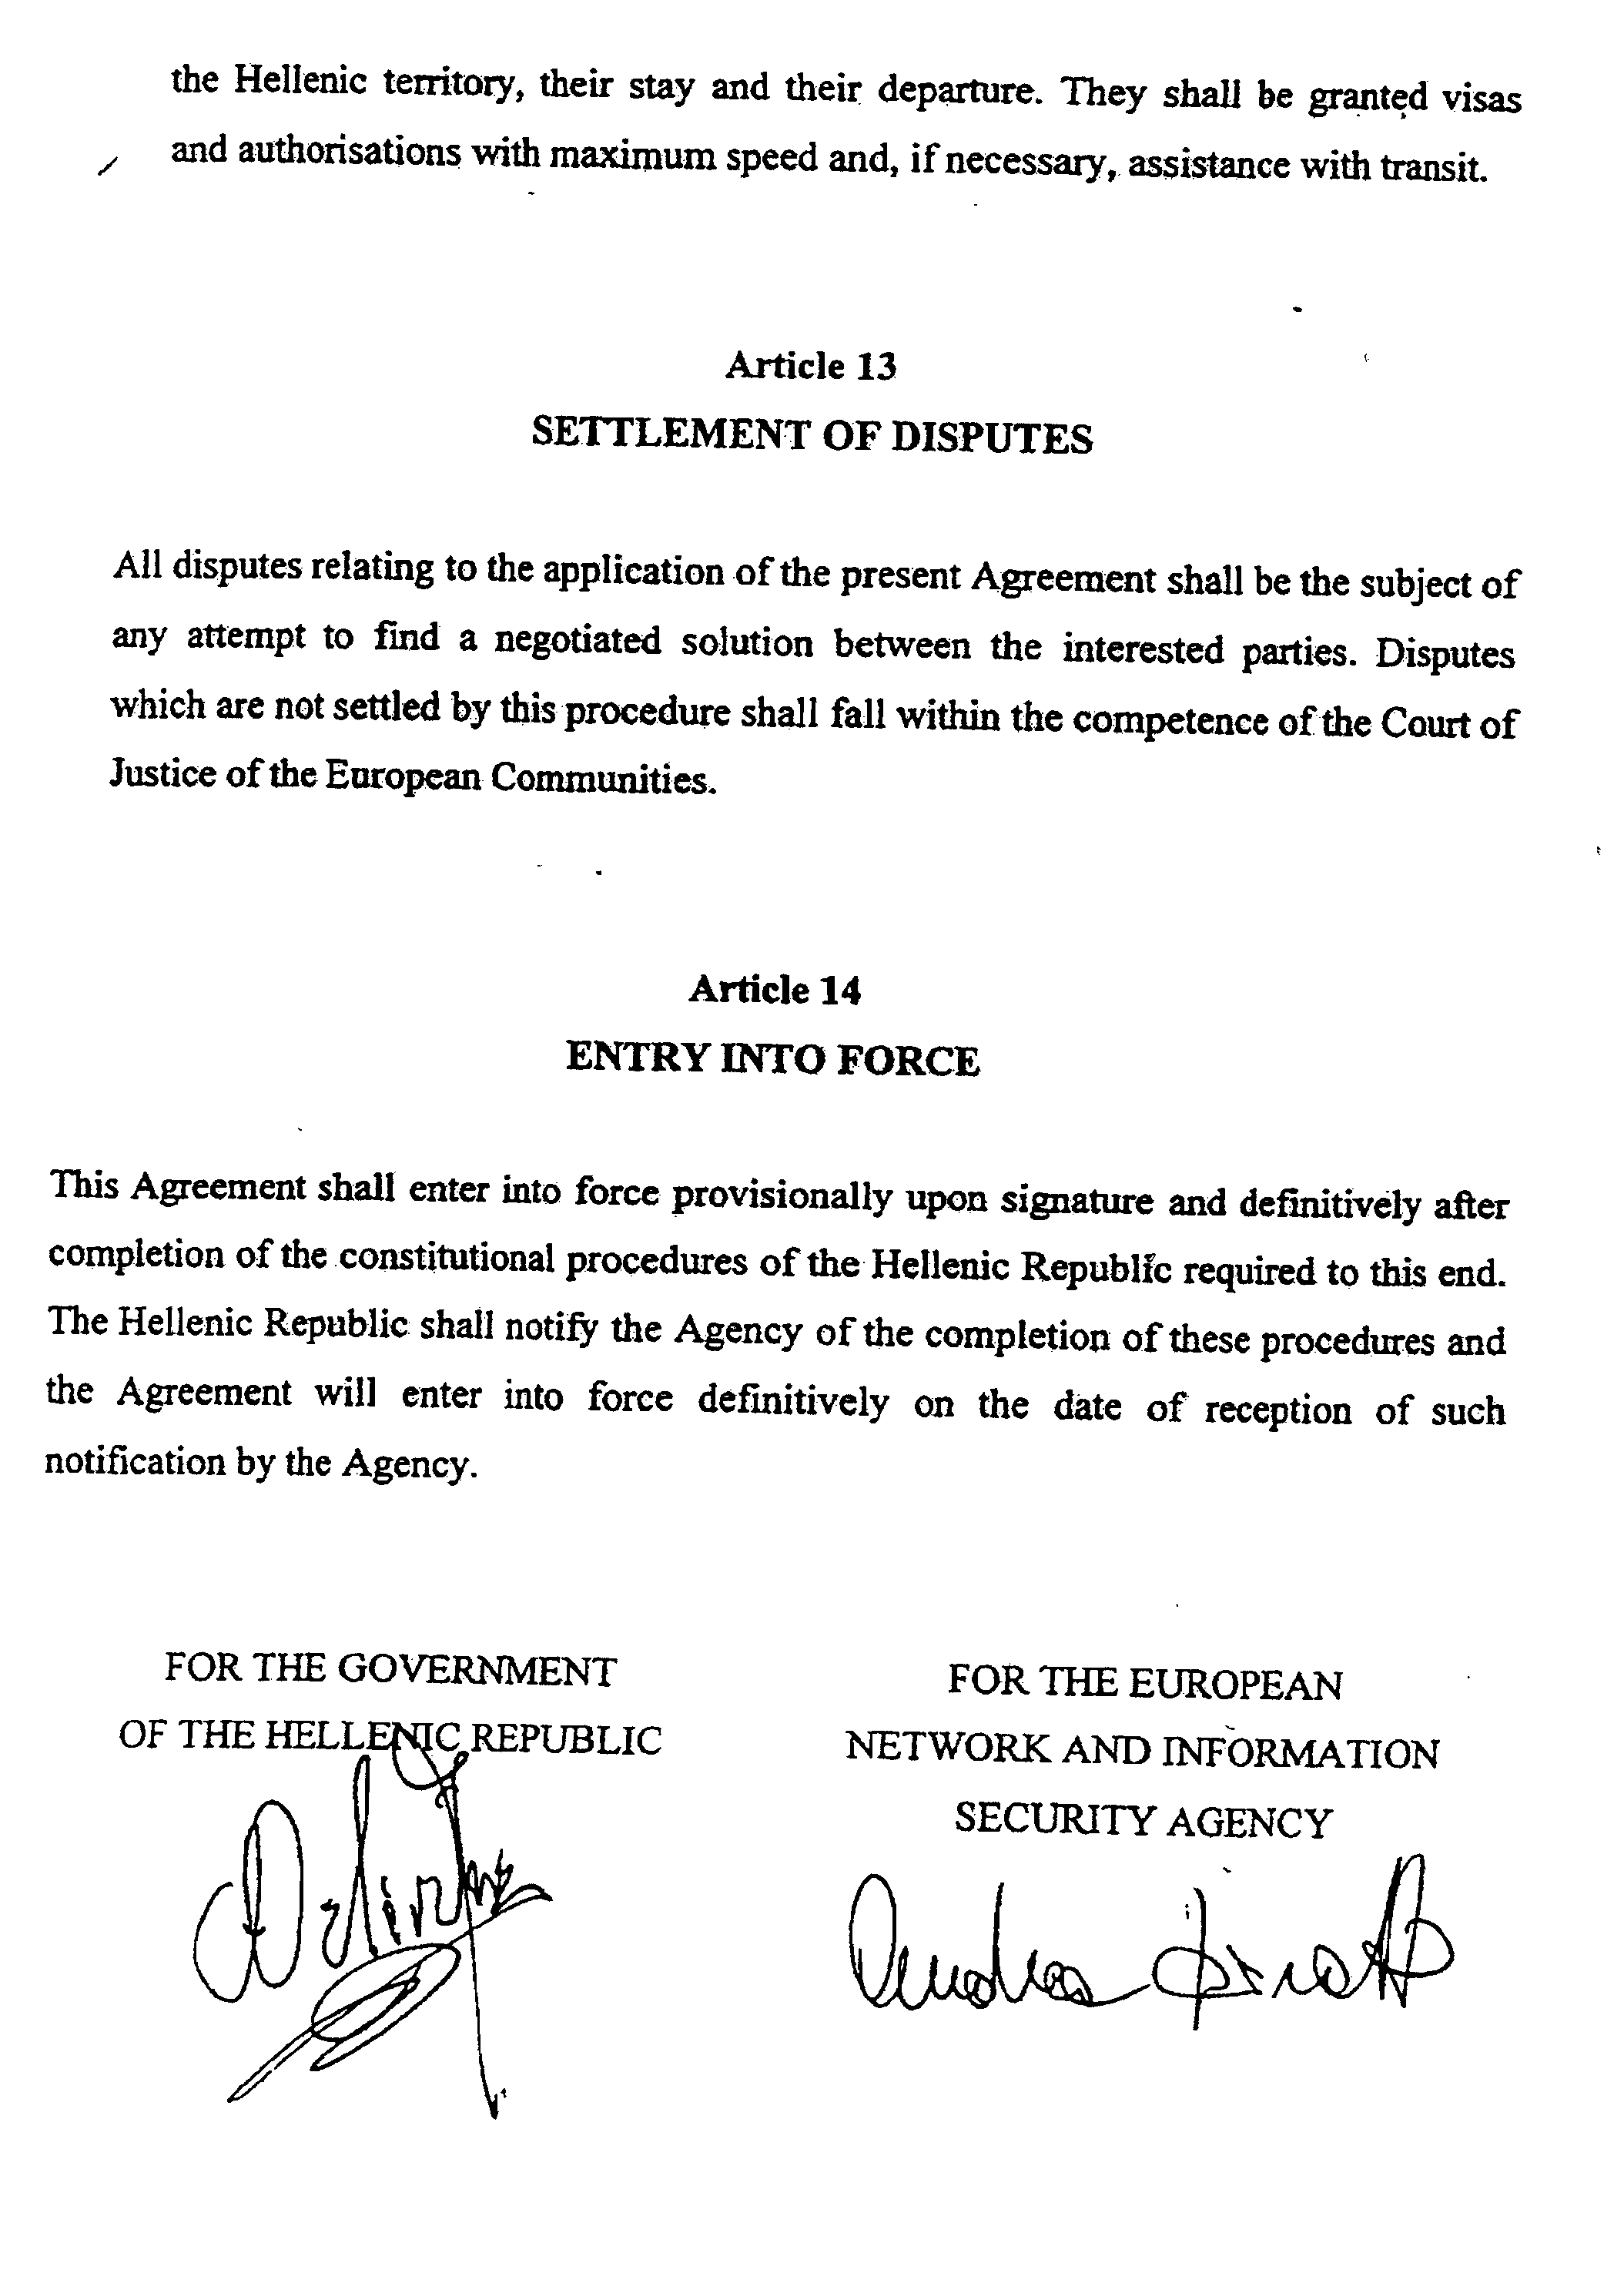 the Hellenic territory, their stay and their departure. They shall be granted visas
and authorisations with maximum speed and, if necessary, assistance with transit.
Article 13
SETTLEMENT OF DISPUTES
All disputes relating to the application of the present Agreement shall be the subject of
any attempt to find a negotiated solution between the interested parties. Disputes
which are not settled by this procedure shall fall within the competence of the Court of
Justice of the European Communities.
Article 14
ENTRY INTO FORCE
This Agreement shall enter into force provisionally upon signature and definitively after
completion of the constitutional procedures of the Hellenic Republic required to this end.
The Hellenic Republic shall notify the Agency of the completion of these procedures and
the Agreement will enter into force definitively on the date of reception of such
notification by the Agency.
FOR THE GOVERNMENT
OF THE HELLENIC REPUBLIC
FOR THE EUROPEAN
NETWORK AND INFORMATION
SECURITY AGENCY